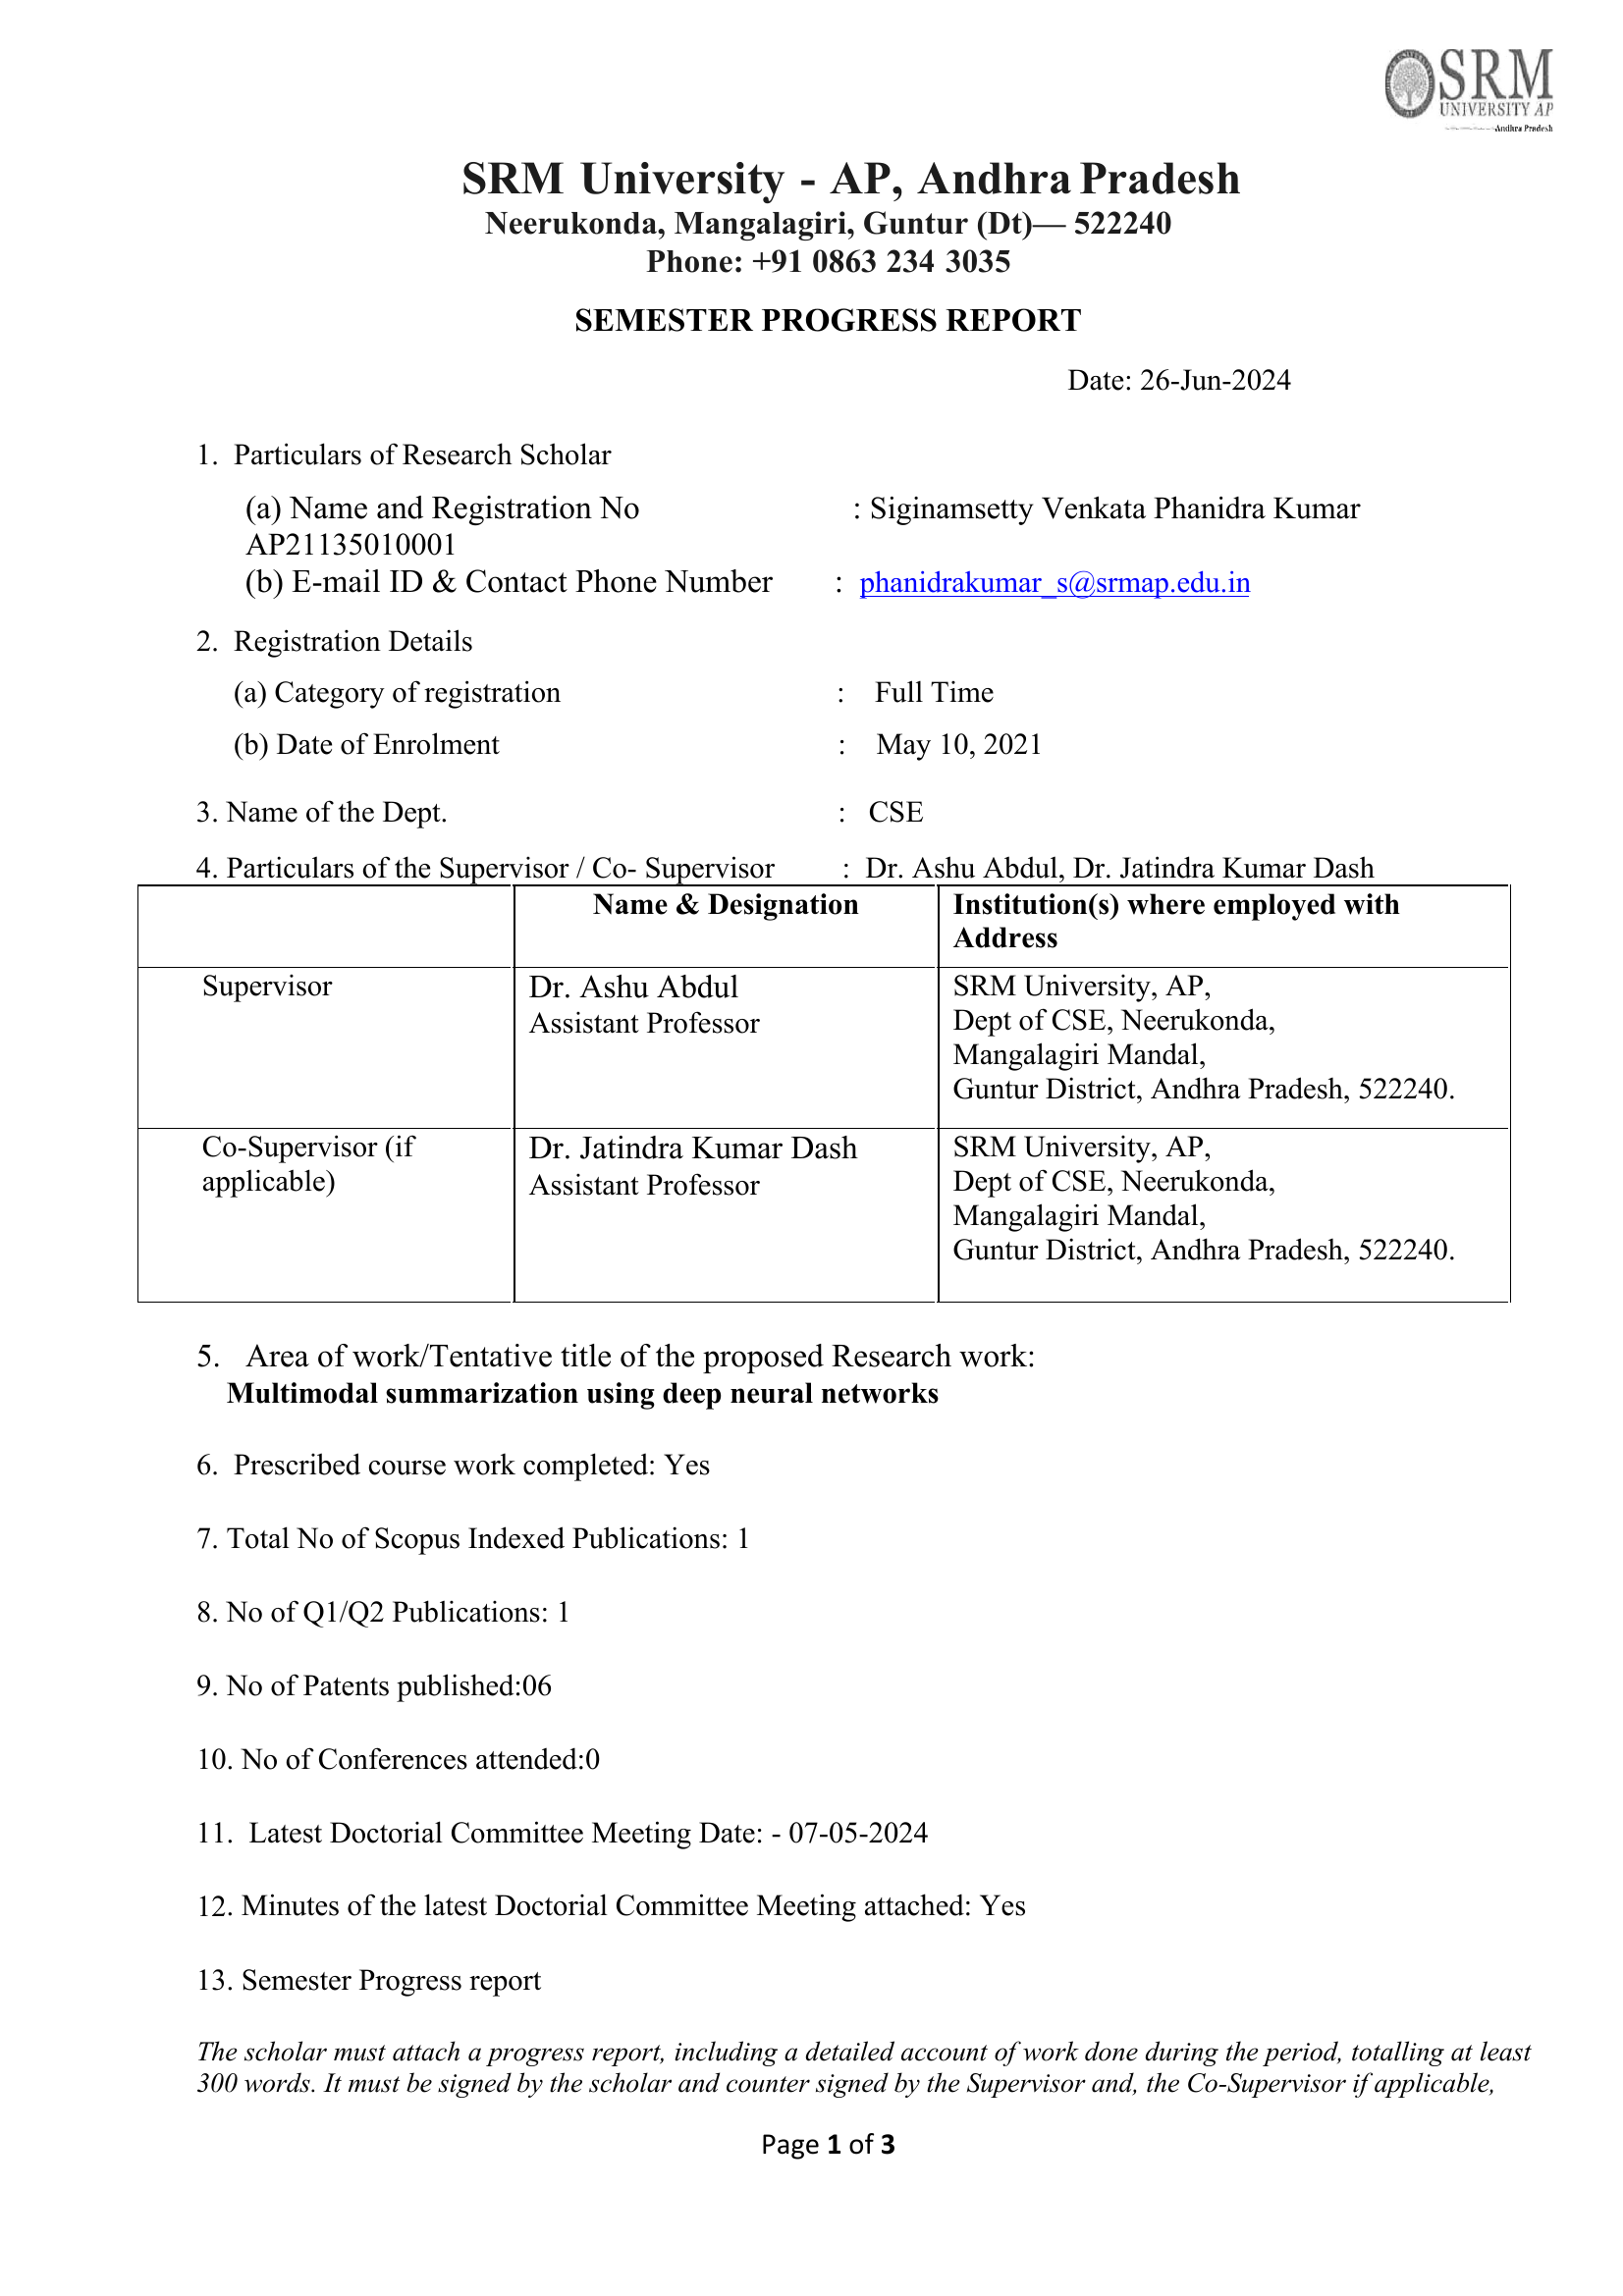 SRM
UNIVERSITY AP
Andhra Pradesh
SRM University - AP, Andhra Pradesh
Neerukonda, Mangalagiri, Guntur (Dt)— 522240
Phone: +91 0863 234 3035
SEMESTER PROGRESS REPORT
Date: 26-Jun-2024
1. Particulars of Research Scholar
(a) Name and Registration No : Siginamsetty Venkata Phanidra Kumar
AP21135010001
(b) E-mail ID & Contact Phone Number : phanidrakumar_s@srmap.edu.in
2. Registration Details
(a) Category of registration : Full Time
(b) Date of Enrolment : May 10, 2021
3. Name of the Dept. : CSE
4. Particulars of the Supervisor / Co- Supervisor : Dr. Ashu Abdul, Dr. Jatindra Kumar Dash
Name & Designation
Institution(s) where employed with
Address
Supervisor
Dr. Ashu Abdul
Assistant Professor
SRM University, AP,
Dept of CSE, Neerukonda,
Mangalagiri Mandal,
Guntur District, Andhra Pradesh, 522240.
Co-Supervisor (if
applicable)
Dr. Jatindra Kumar Dash
Assistant Professor
SRM University, AP,
Dept of CSE, Neerukonda,
Mangalagiri Mandal,
Guntur District, Andhra Pradesh, 522240.
5. Area of work/Tentative title of the proposed Research work:
Multimodal summarization using deep neural networks
6. Prescribed course work completed: Yes
7. Total No of Scopus Indexed Publications: 1
8. No of Q1/Q2 Publications: 1
9. No of Patents published:06
10. No of Conferences attended:0
11. Latest Doctorial Committee Meeting Date: - 07-05-2024
12. Minutes of the latest Doctorial Committee Meeting attached: Yes
13. Semester Progress report
The scholar must attach a progress report, including a detailed account of work done during the period, totalling at least
300 words. It must be signed by the scholar and counter signed by the Supervisor and, the Co-Supervisor if applicable,
Page 1 of 3